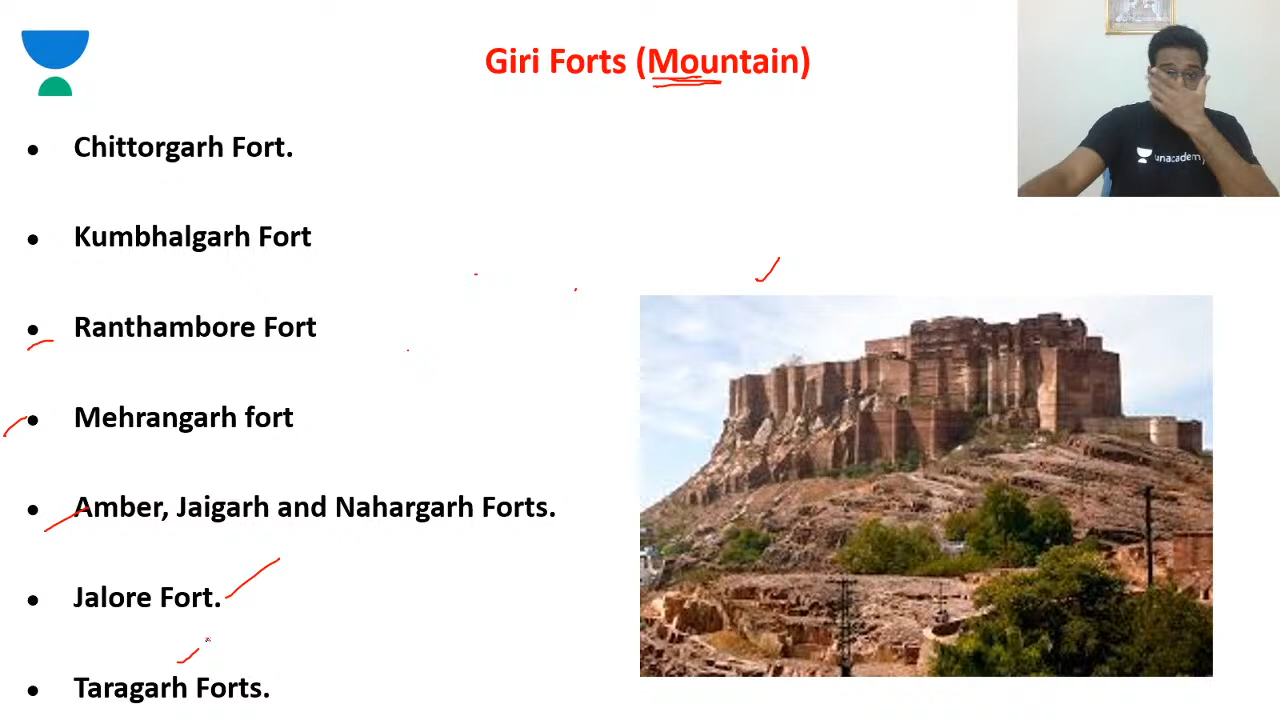 Giri Forts (Mountain)
unacademy
• Chittorgarh Fort.
• Kumbhalgarh Fort
• Ranthambore Fort
• Mehrangarh fort
• Amber, Jaigarh and Nahargarh Forts.
• Jalore Fort.
• Taragarh Forts.